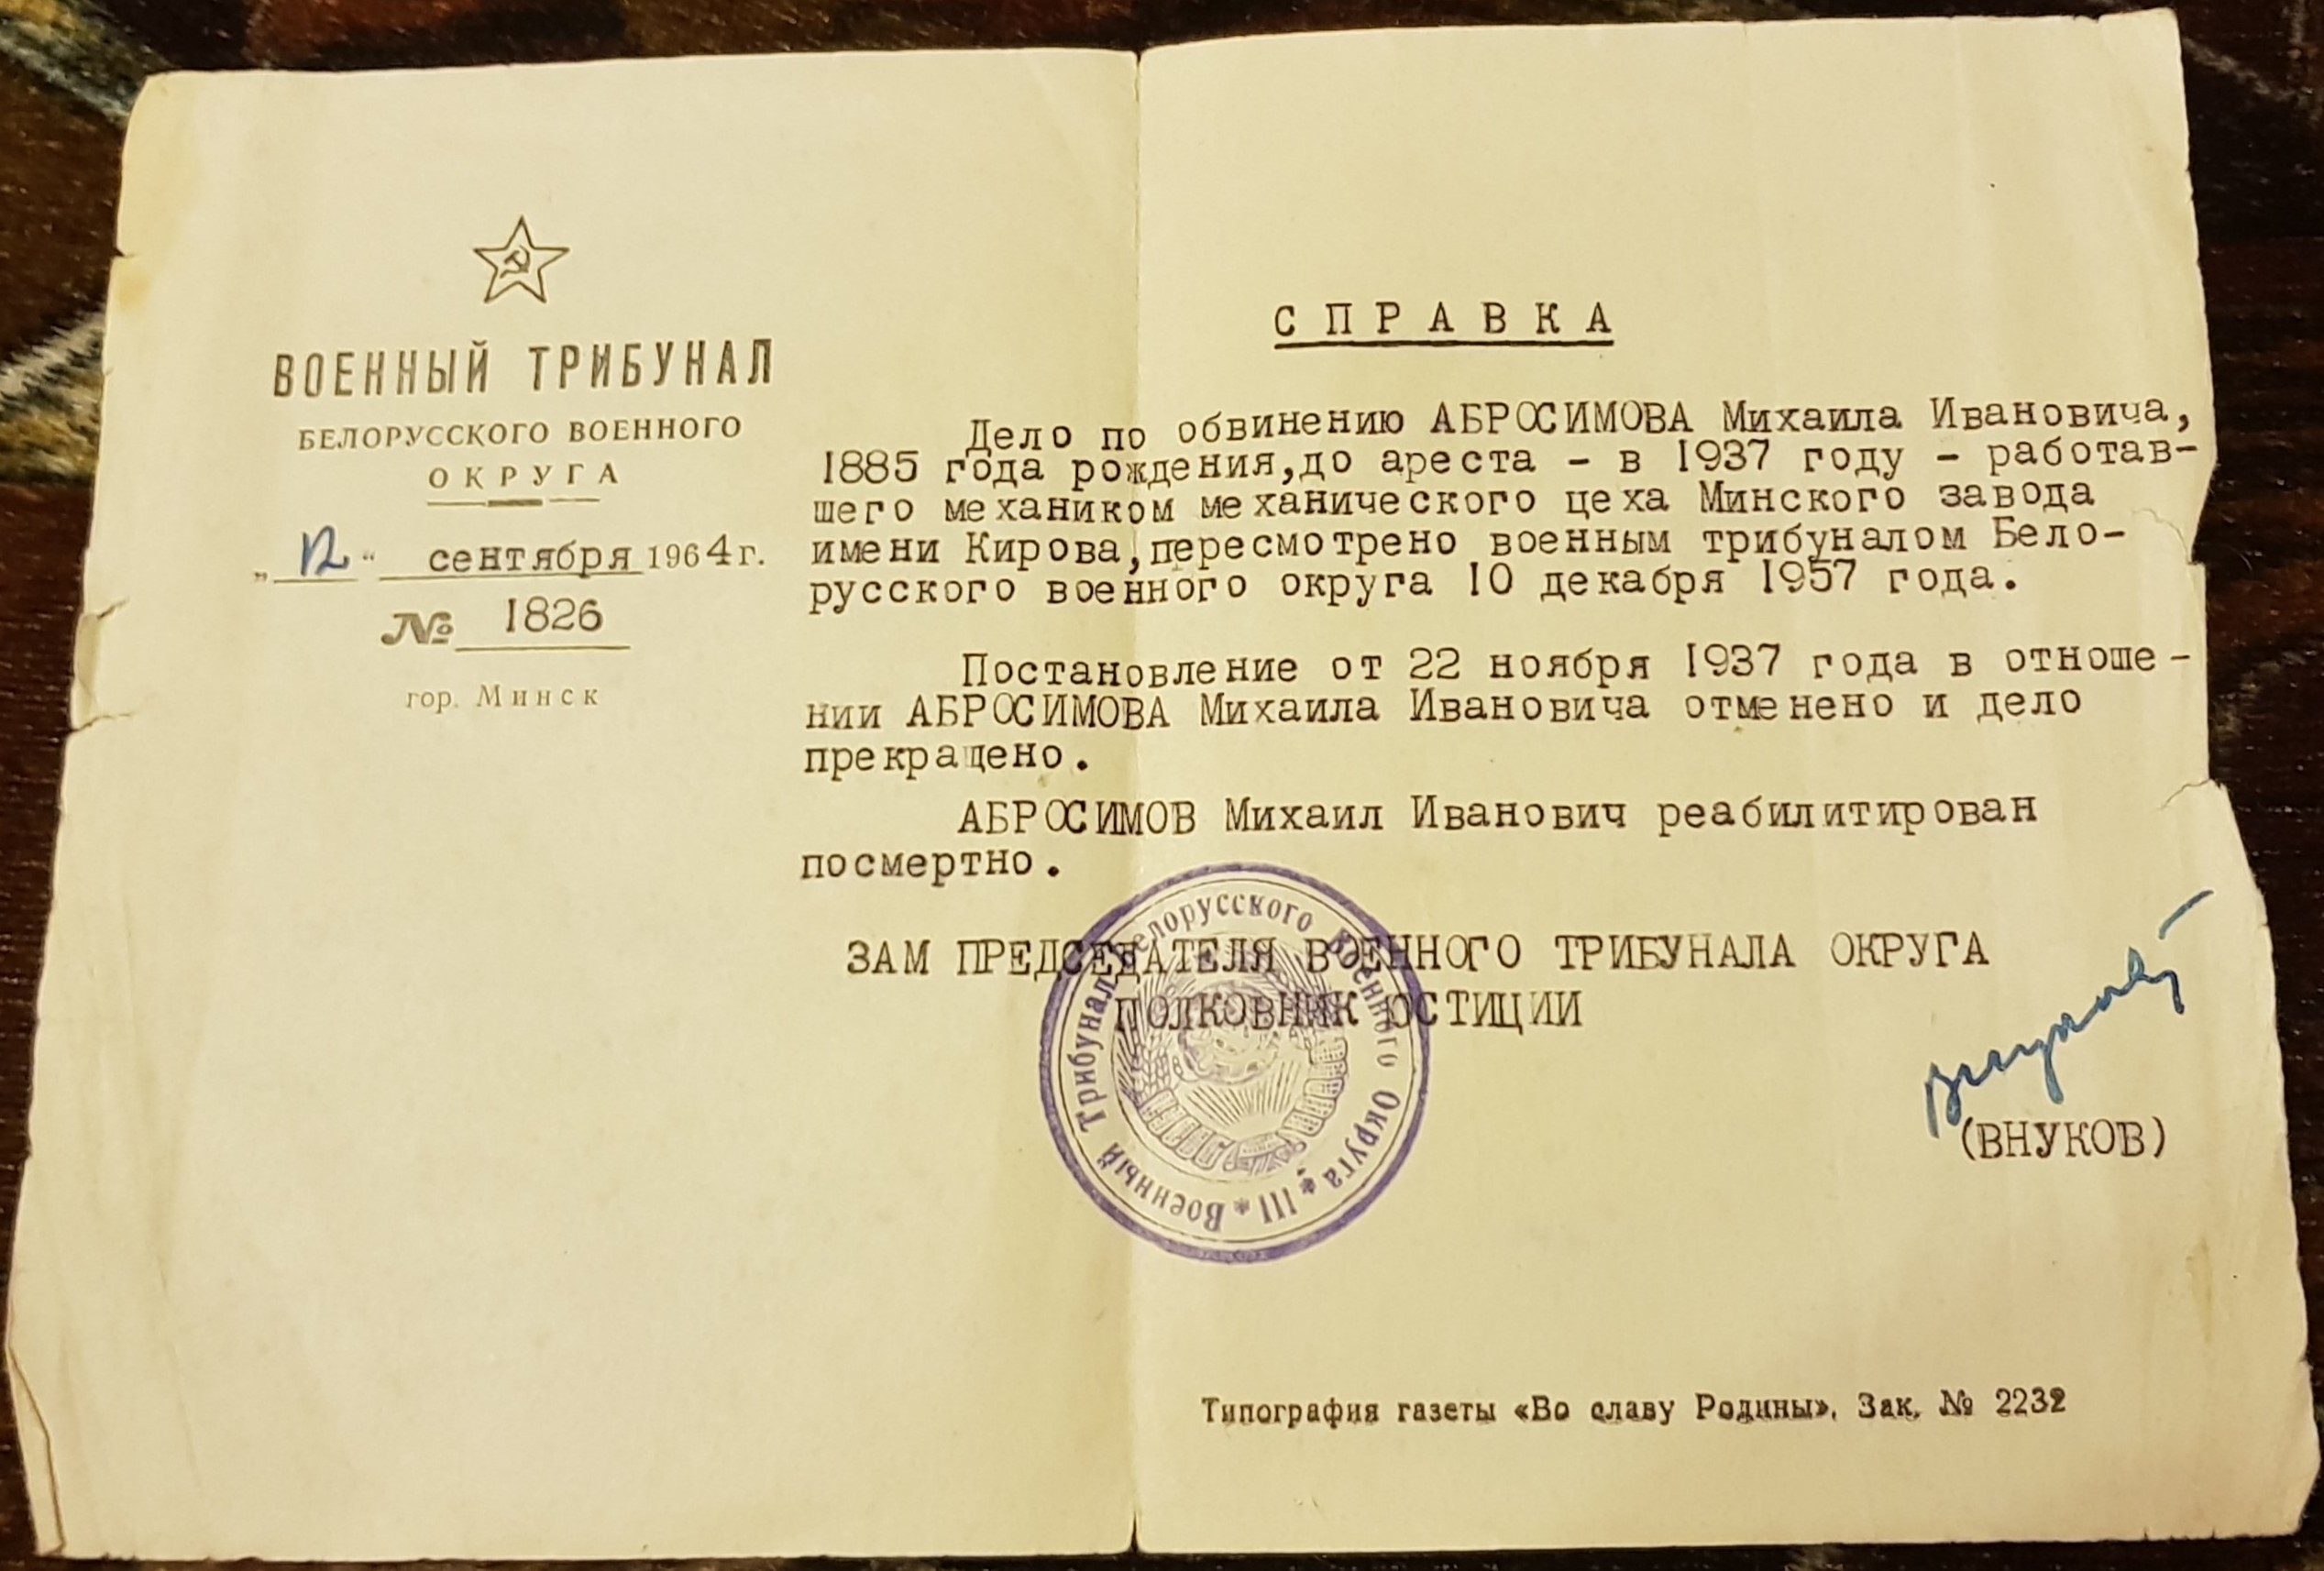 ВОЕННЫЙ ТРИБУНАЛ
БЕЛОРУССКОГО ВОЕННОГО
ОКРУГА
„12“ сентября 1964 г.
№ 1826
гор. Минск
СПРАВКА
Дело по обвинению АБРОСИМОВА Михаила Ивановича,
1885 года рождения,до ареста - в 1937 году - работав-
шего механиком механического цеха Минского завода
имени Кирова,пересмотрено военным трибуналом Бело-
русского военного округа 10 декабря 1957 года.
Постановление от 22 ноября 1937 года в отноше-
нии АБРОСИМОВА Михаила Ивановича отменено и дело
прекращено.
АБРОСИМОВ Михаил Иванович реабилитирован
посмертно.
ЗАМ ПРЕДСЕДАТЕЛЯ ВОЕННОГО ТРИБУНАЛА ОКРУГА
ПОЛКОВНИК ЮСТИЦИИ
Внуков
(ВНУКОВ)
Военный Трибунал Белорусского Военного Округа * III *
Типография газеты «Во славу Родины». Зак. № 2232